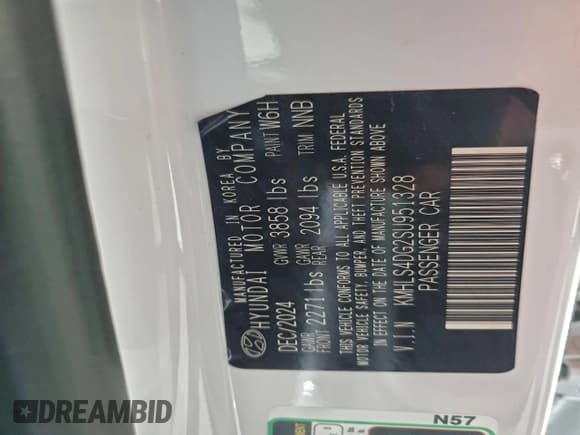 MANUFACTURED IN KOREA BY
HYUNDAI MOTOR COMPANY
DEC/2024 GVWR 3858 lbs PAINT W6H
GAWR FRONT 2271 lbs GAWR REAR 2094 lbs TRIM NNB
THIS VEHICLE CONFORMS TO ALL APPLICABLE U.S.A. FEDERAL
MOTOR VEHICLE SAFETY, BUMPER, AND THEFT PREVENTION STANDARDS
IN EFFECT ON THE DATE OF MANUFACTURE SHOWN ABOVE
V.I.N KMHLS4DG2SU951328
PASSENGER CAR
N57
DREAMBID